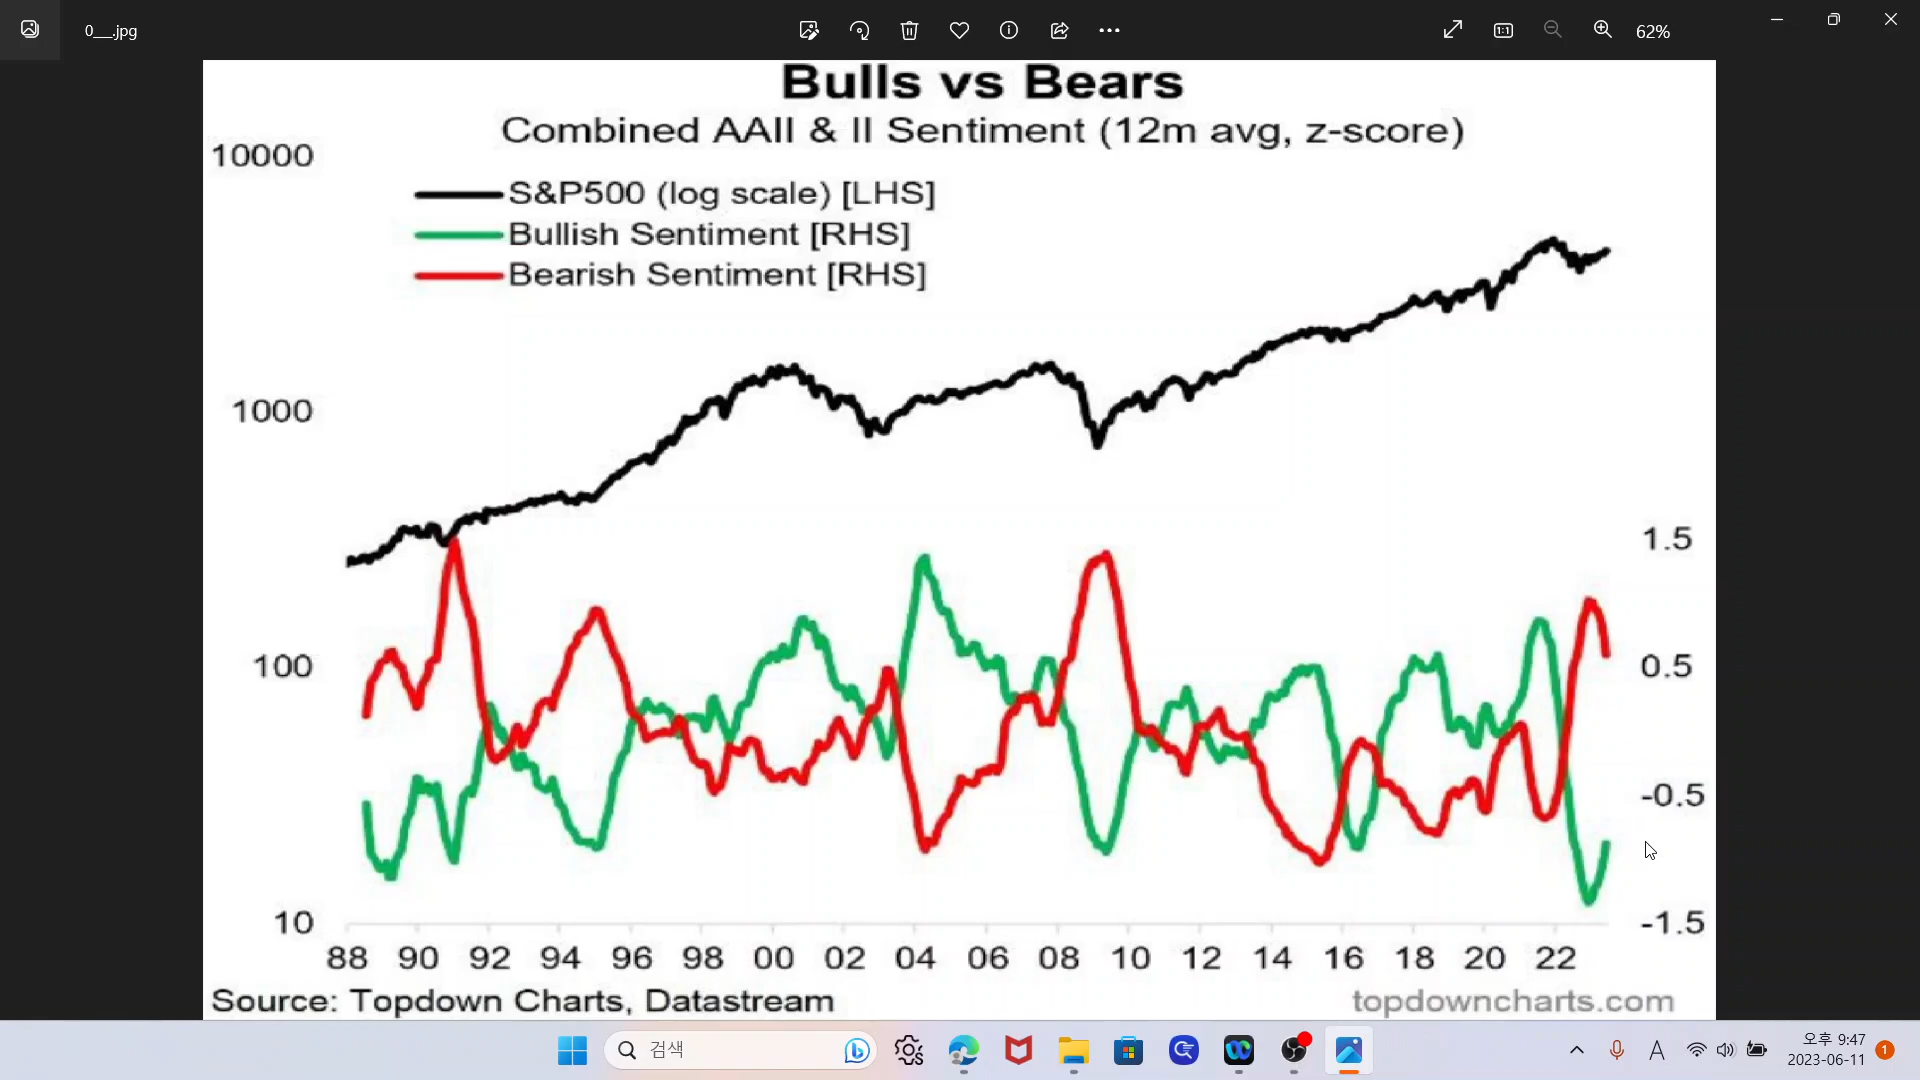 0___.jpg
62%
Bulls vs Bears
Combined AAII & II Sentiment (12m avg, z-score)
10000
S&P500 (log scale) [LHS]
Bullish Sentiment [RHS]
Bearish Sentiment [RHS]
1000
1.5
100
0.5
-0.5
10
-1.5
88 90 92 94 96 98 00 02 04 06 08 10 12 14 16 18 20 22
Source: Topdown Charts, Datastream
topdowncharts.com
검색
A
오후 9:47
2023-06-11
1